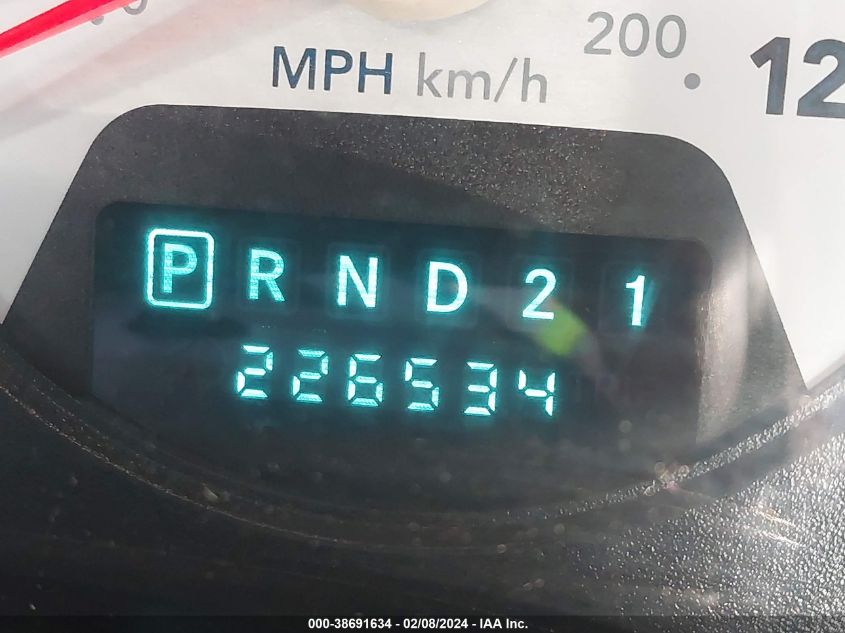 200
MPH km/h
12
P R N D 2 1
226534
000-38691634 - 02/08/2024 - IAA Inc.